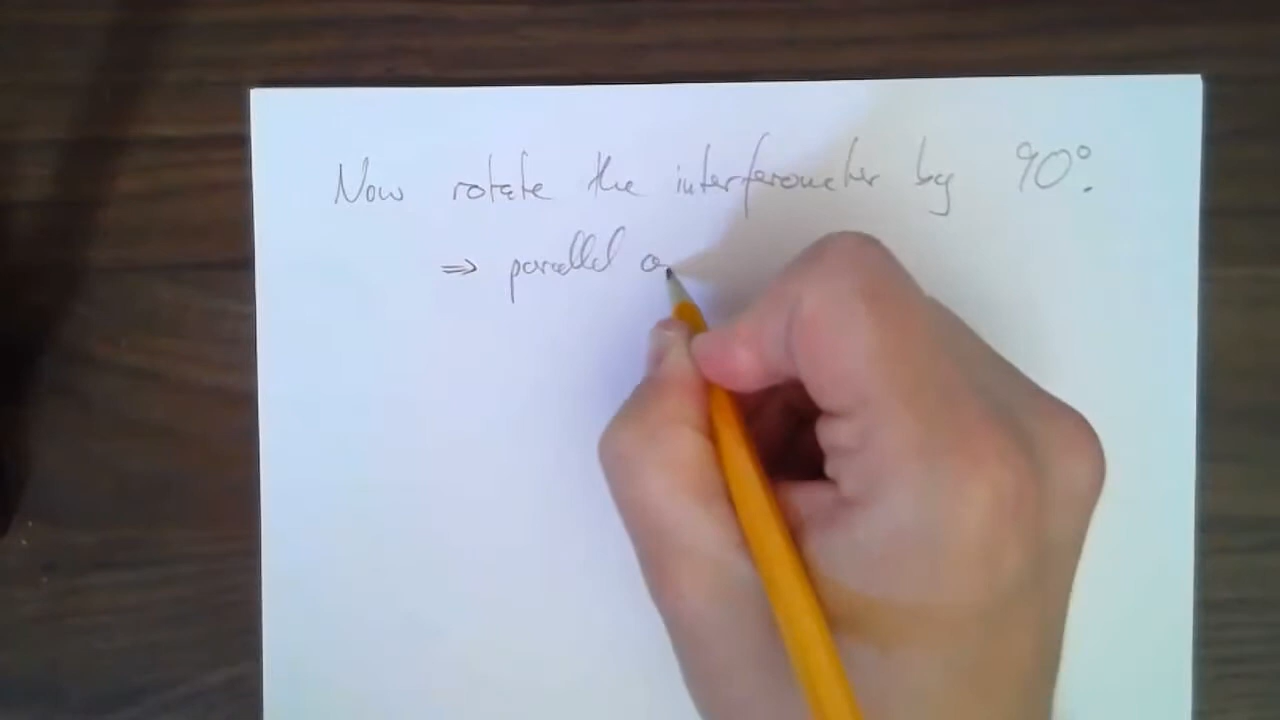 Now rotate the interferometer by 90°.
⇒ parallel a